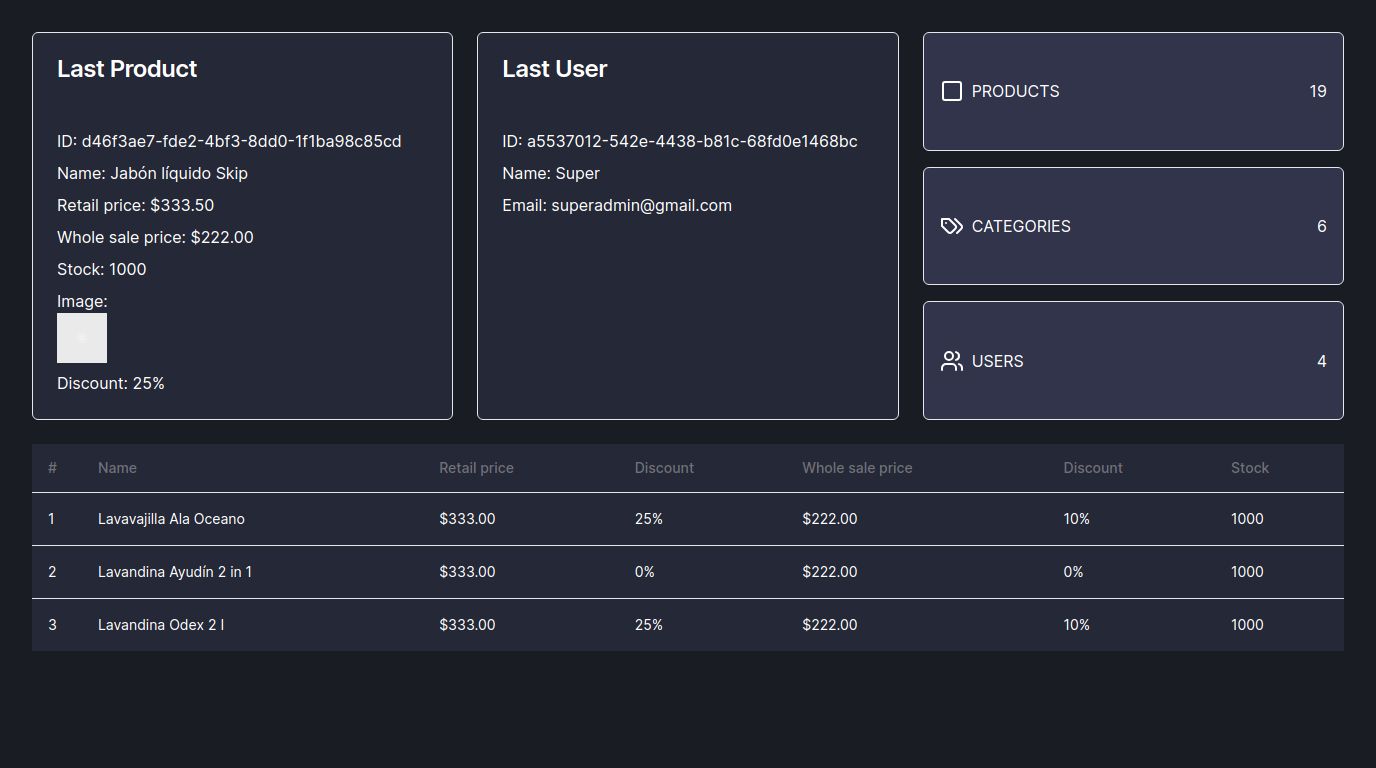 Last Product
ID: d46f3ae7-fde2-4bf3-8dd0-1f1ba98c85cd
Name: Jabón líquido Skip
Retail price: $333.50
Whole sale price: $222.00
Stock: 1000
Image:
Discount: 25%
Last User
ID: a5537012-542e-4438-b81c-68fd0e1468bc
Name: Super
Email: superadmin@gmail.com
PRODUCTS 19
CATEGORIES 6
USERS 4
# Name Retail price Discount Whole sale price Discount Stock
1 Lavavajilla Ala Oceano $333.00 25% $222.00 10% 1000
2 Lavandina Ayudín 2 in 1 $333.00 0% $222.00 0% 1000
3 Lavandina Odex 2 l $333.00 25% $222.00 10% 1000